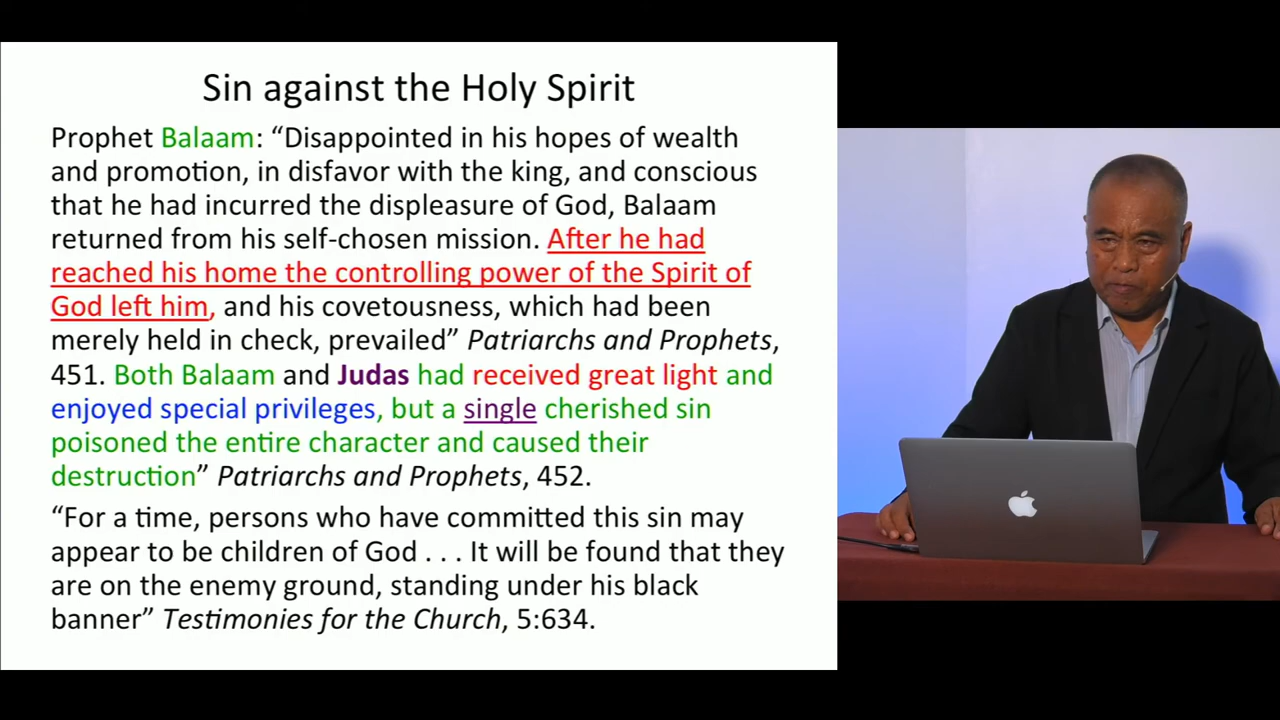 Sin against the Holy Spirit
Prophet Balaam: “Disappointed in his hopes of wealth
and promotion, in disfavor with the king, and conscious
that he had incurred the displeasure of God, Balaam
returned from his self-chosen mission. After he had
reached his home the controlling power of the Spirit of
God left him, and his covetousness, which had been
merely held in check, prevailed” Patriarchs and Prophets,
451. Both Balaam and Judas had received great light and
enjoyed special privileges, but a single cherished sin
poisoned the entire character and caused their
destruction” Patriarchs and Prophets, 452.
“For a time, persons who have committed this sin may
appear to be children of God . . . It will be found that they
are on the enemy ground, standing under his black
banner” Testimonies for the Church, 5:634.